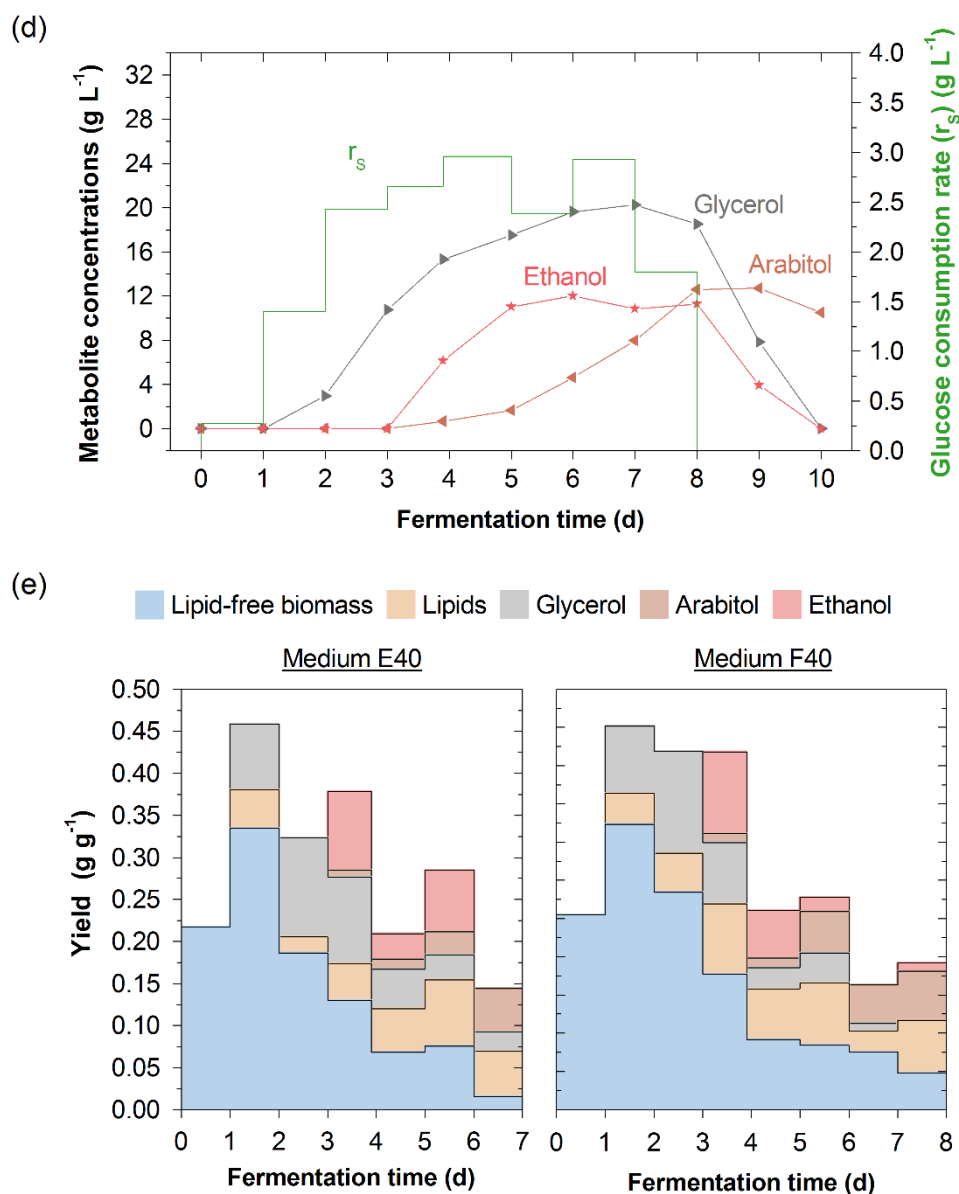 (d)
Metabolite concentrations (g L⁻¹)
32
28
24
20
16
12
8
4
0
rₛ
Glycerol
Ethanol
Arabitol
4.0
3.5
3.0
2.5
2.0
1.5
1.0
0.5
0.0
Glucose consumption rate (rₛ) (g L⁻¹)
0 1 2 3 4 5 6 7 8 9 10
Fermentation time (d)
(e)
Lipid-free biomass Lipids Glycerol Arabitol Ethanol
Medium E40 Medium F40
Yield (g g⁻¹)
0.50
0.45
0.40
0.35
0.30
0.25
0.20
0.15
0.10
0.05
0.00
0 1 2 3 4 5 6 7 0 1 2 3 4 5 6 7 8
Fermentation time (d) Fermentation time (d)